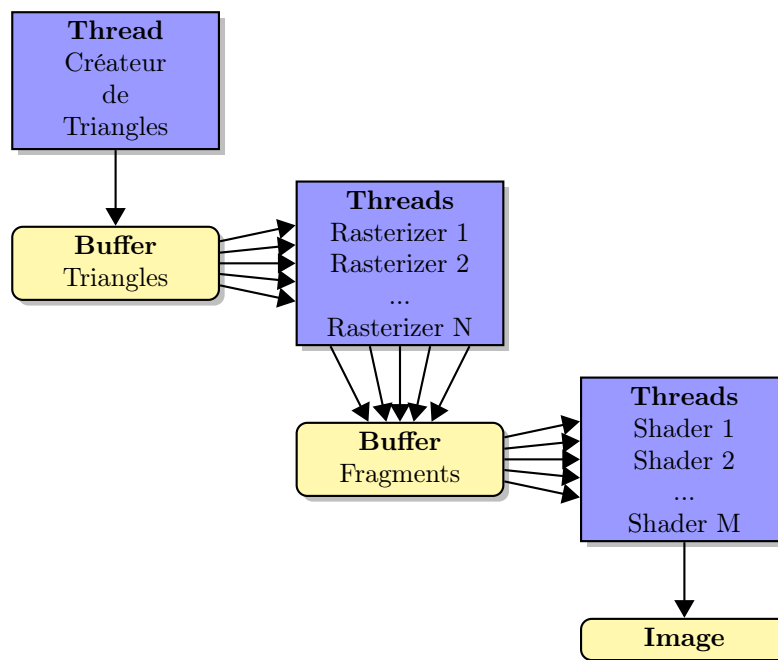 Thread
Créateur
de
Triangles
Buffer
Triangles
Threads
Rasterizer 1
Rasterizer 2
...
Rasterizer N
Buffer
Fragments
Threads
Shader 1
Shader 2
...
Shader M
Image